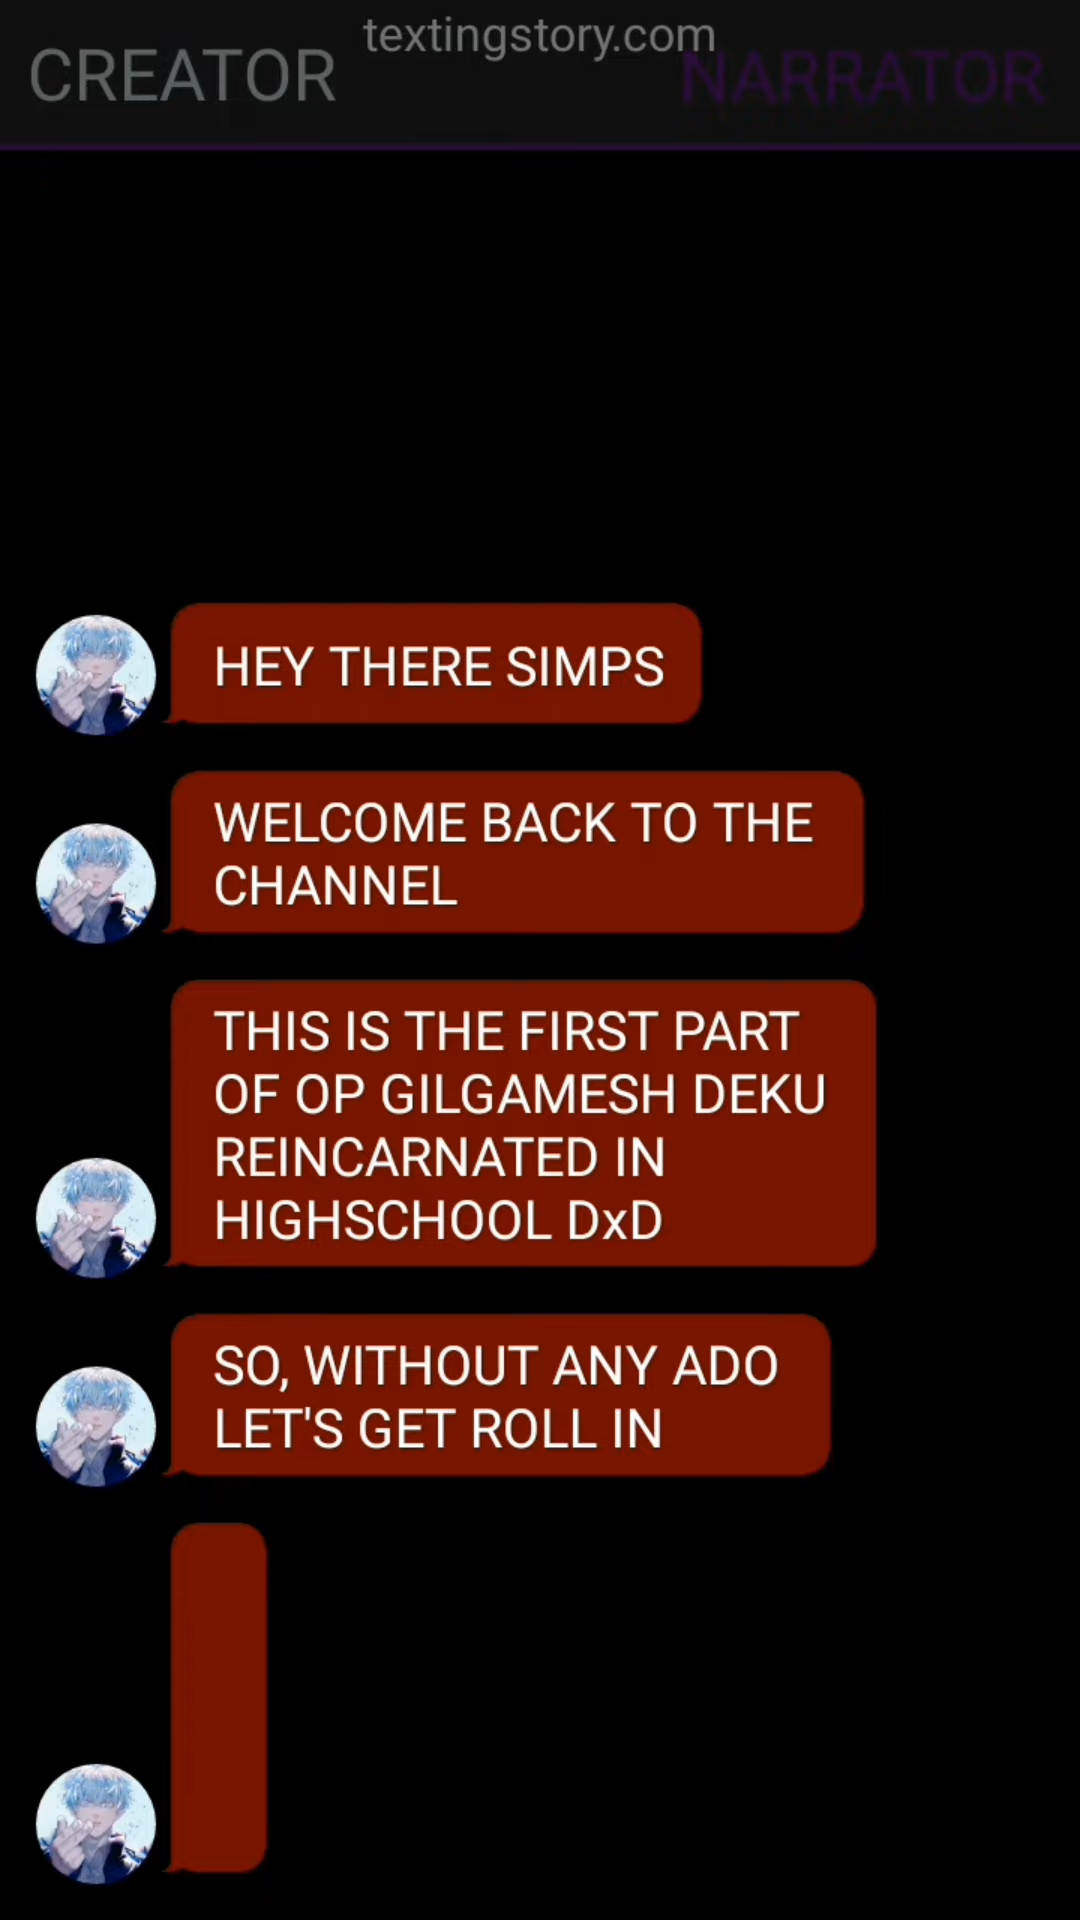 textingstory.com
CREATOR
NARRATOR
HEY THERE SIMPS
WELCOME BACK TO THE
CHANNEL
THIS IS THE FIRST PART
OF OP GILGAMESH DEKU
REINCARNATED IN
HIGHSCHOOL DxD
SO, WITHOUT ANY ADO
LET'S GET ROLL IN